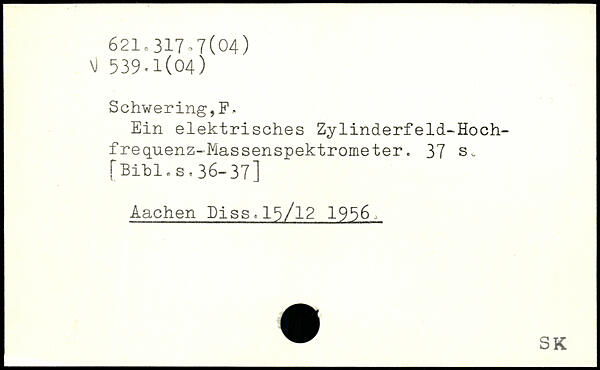 621.317.7(04)
√ 539.1(04)
Schwering,F.
Ein elektrisches Zylinderfeld-Hoch-
frequenz-Massenspektrometer. 37 s.
[Bibl.s.36-37]
Aachen Diss.15/12 1956.
SK